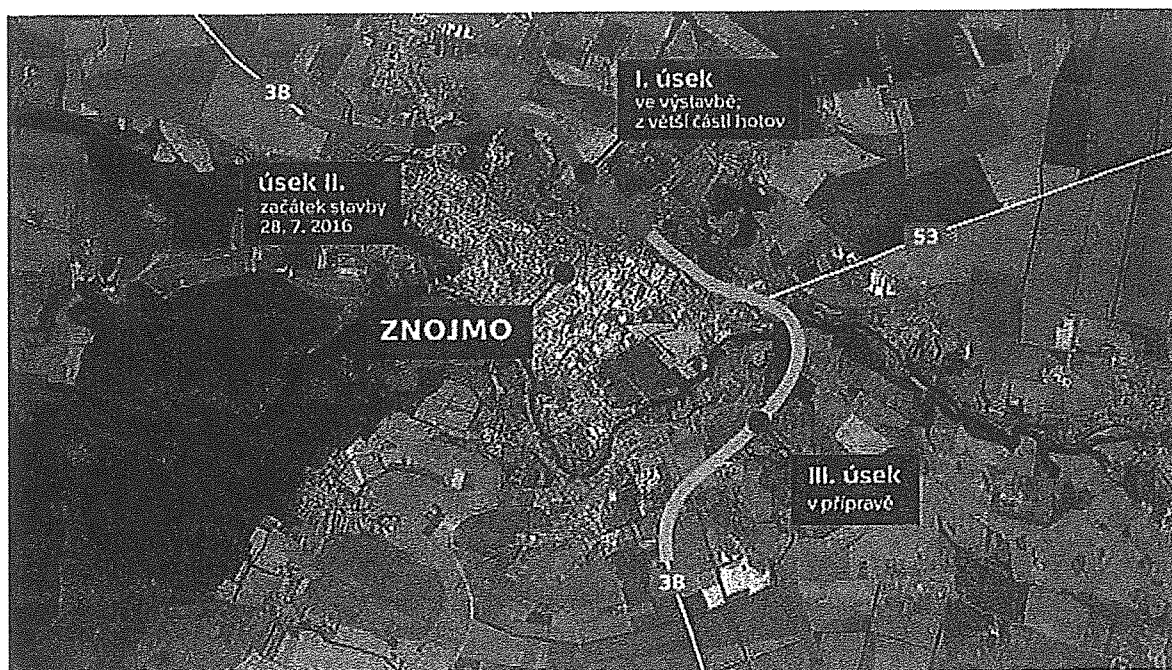 38
I. úsek
ve výstavbě;
z větší části hotov
úsek II.
začátek stavby
28. 7. 2016
53
ZNOJMO
III. úsek
v přípravě
38